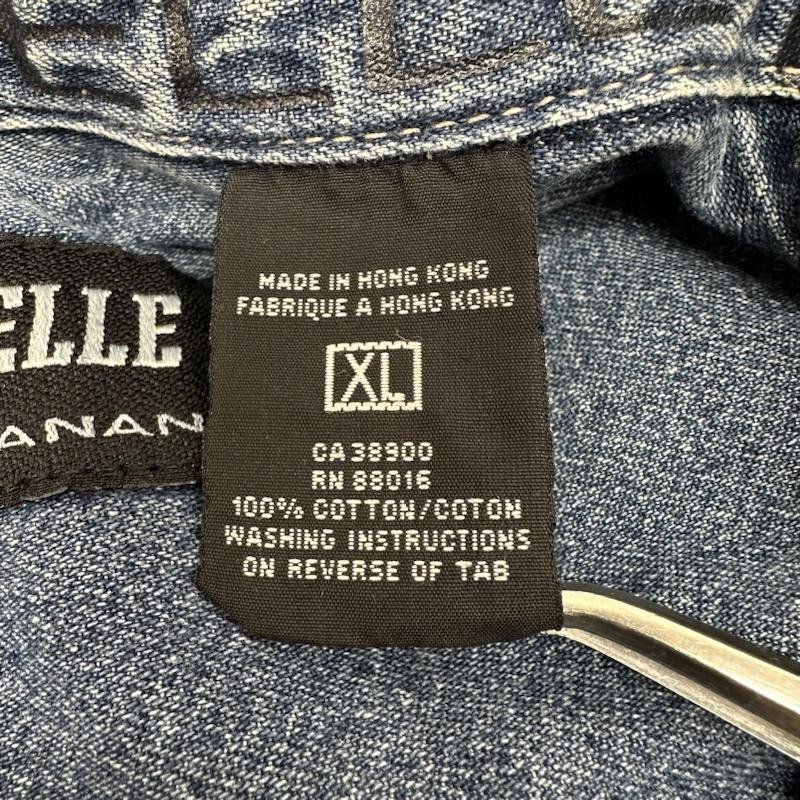 ELLE
ANAN
MADE IN HONG KONG
FABRIQUE A HONG KONG
XL
CA 38900
RN 88016
100% COTTON/COTON
WASHING INSTRUCTIONS
ON REVERSE OF TAB